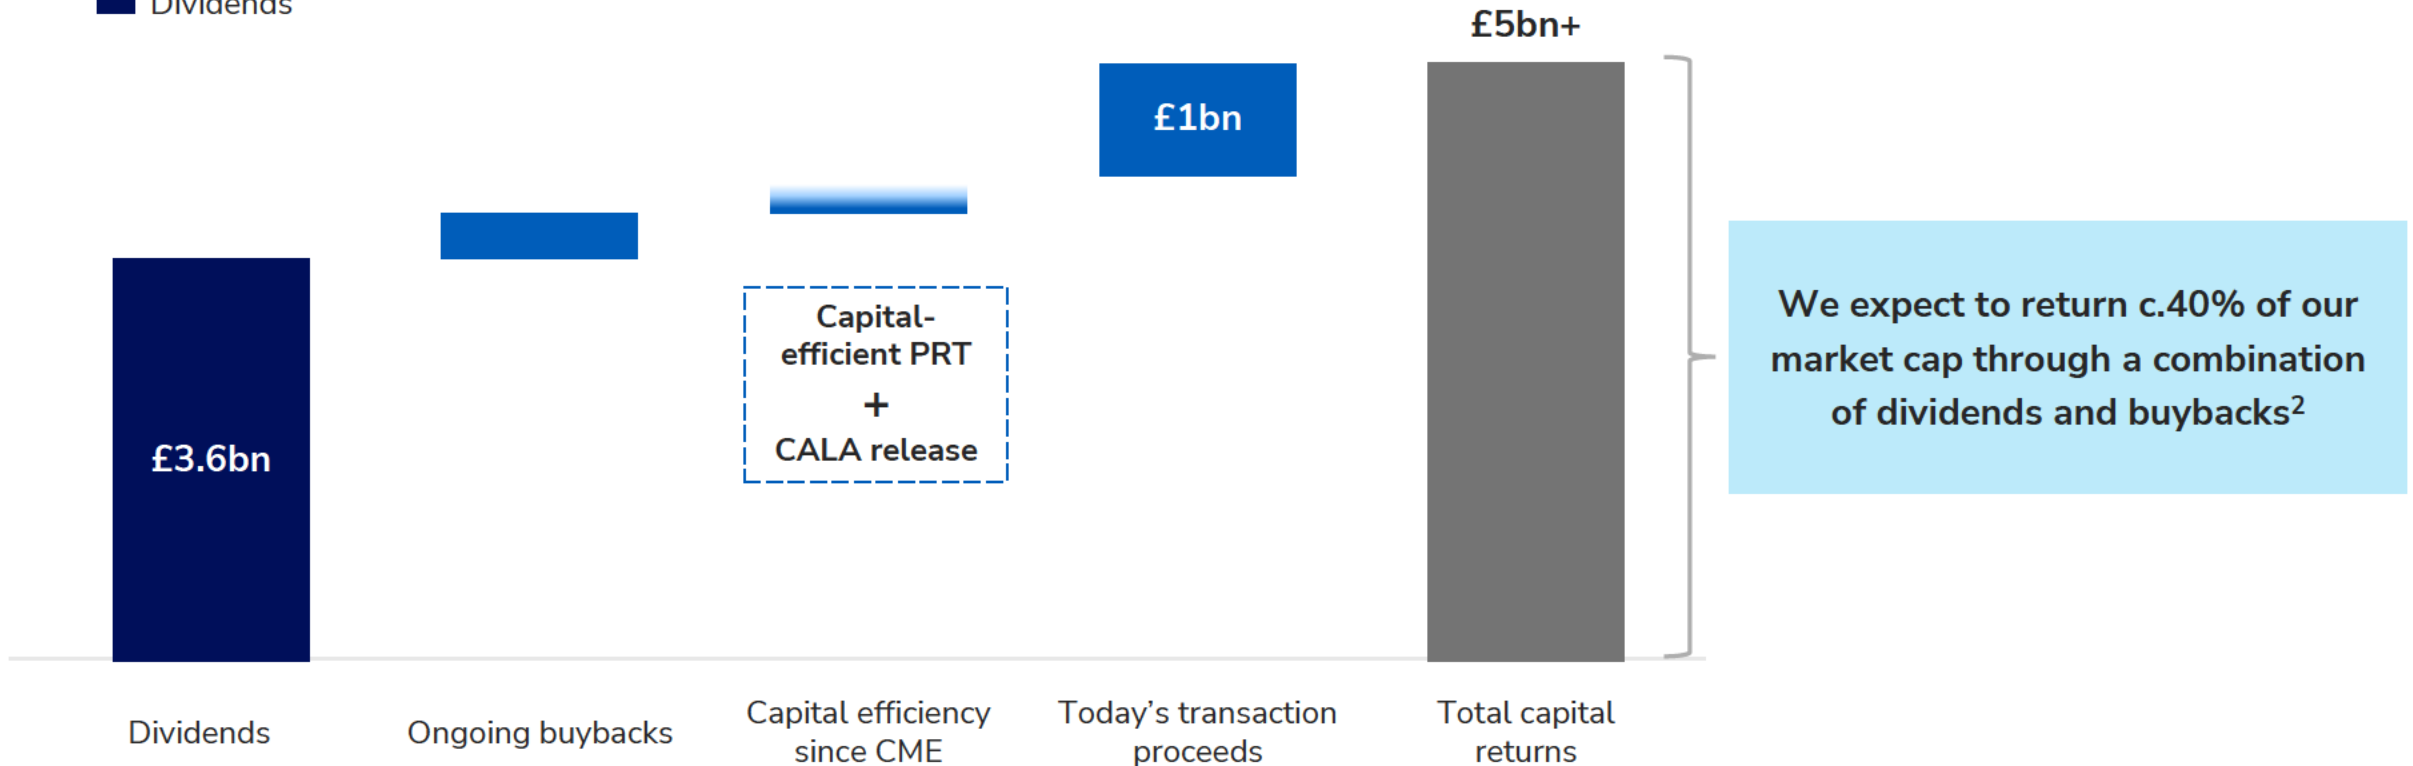 Dividends
£5bn+
£1bn
£3.6bn
Capital-
efficient PRT
+
CALA release
We expect to return c.40% of our
market cap through a combination
of dividends and buybacks²
Dividends
Ongoing buybacks
Capital efficiency
since CME
Today’s transaction
proceeds
Total capital
returns